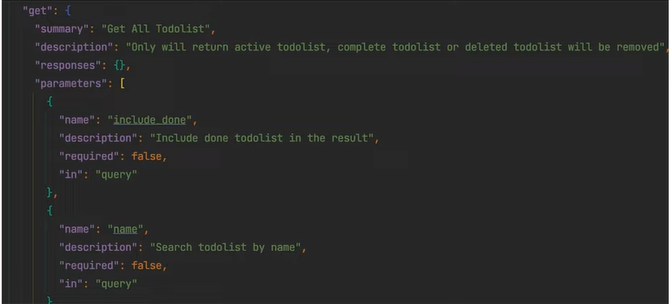 "get": {
"summary": "Get All Todolist",
"description": "Only will return active todolist, complete todolist or deleted todolist will be removed",
"responses": {},
"parameters": [
{
"name": "include_done",
"description": "Include done todolist in the result",
"required": false,
"in": "query"
},
{
"name": "name",
"description": "Search todolist by name",
"required": false,
"in": "query"
},